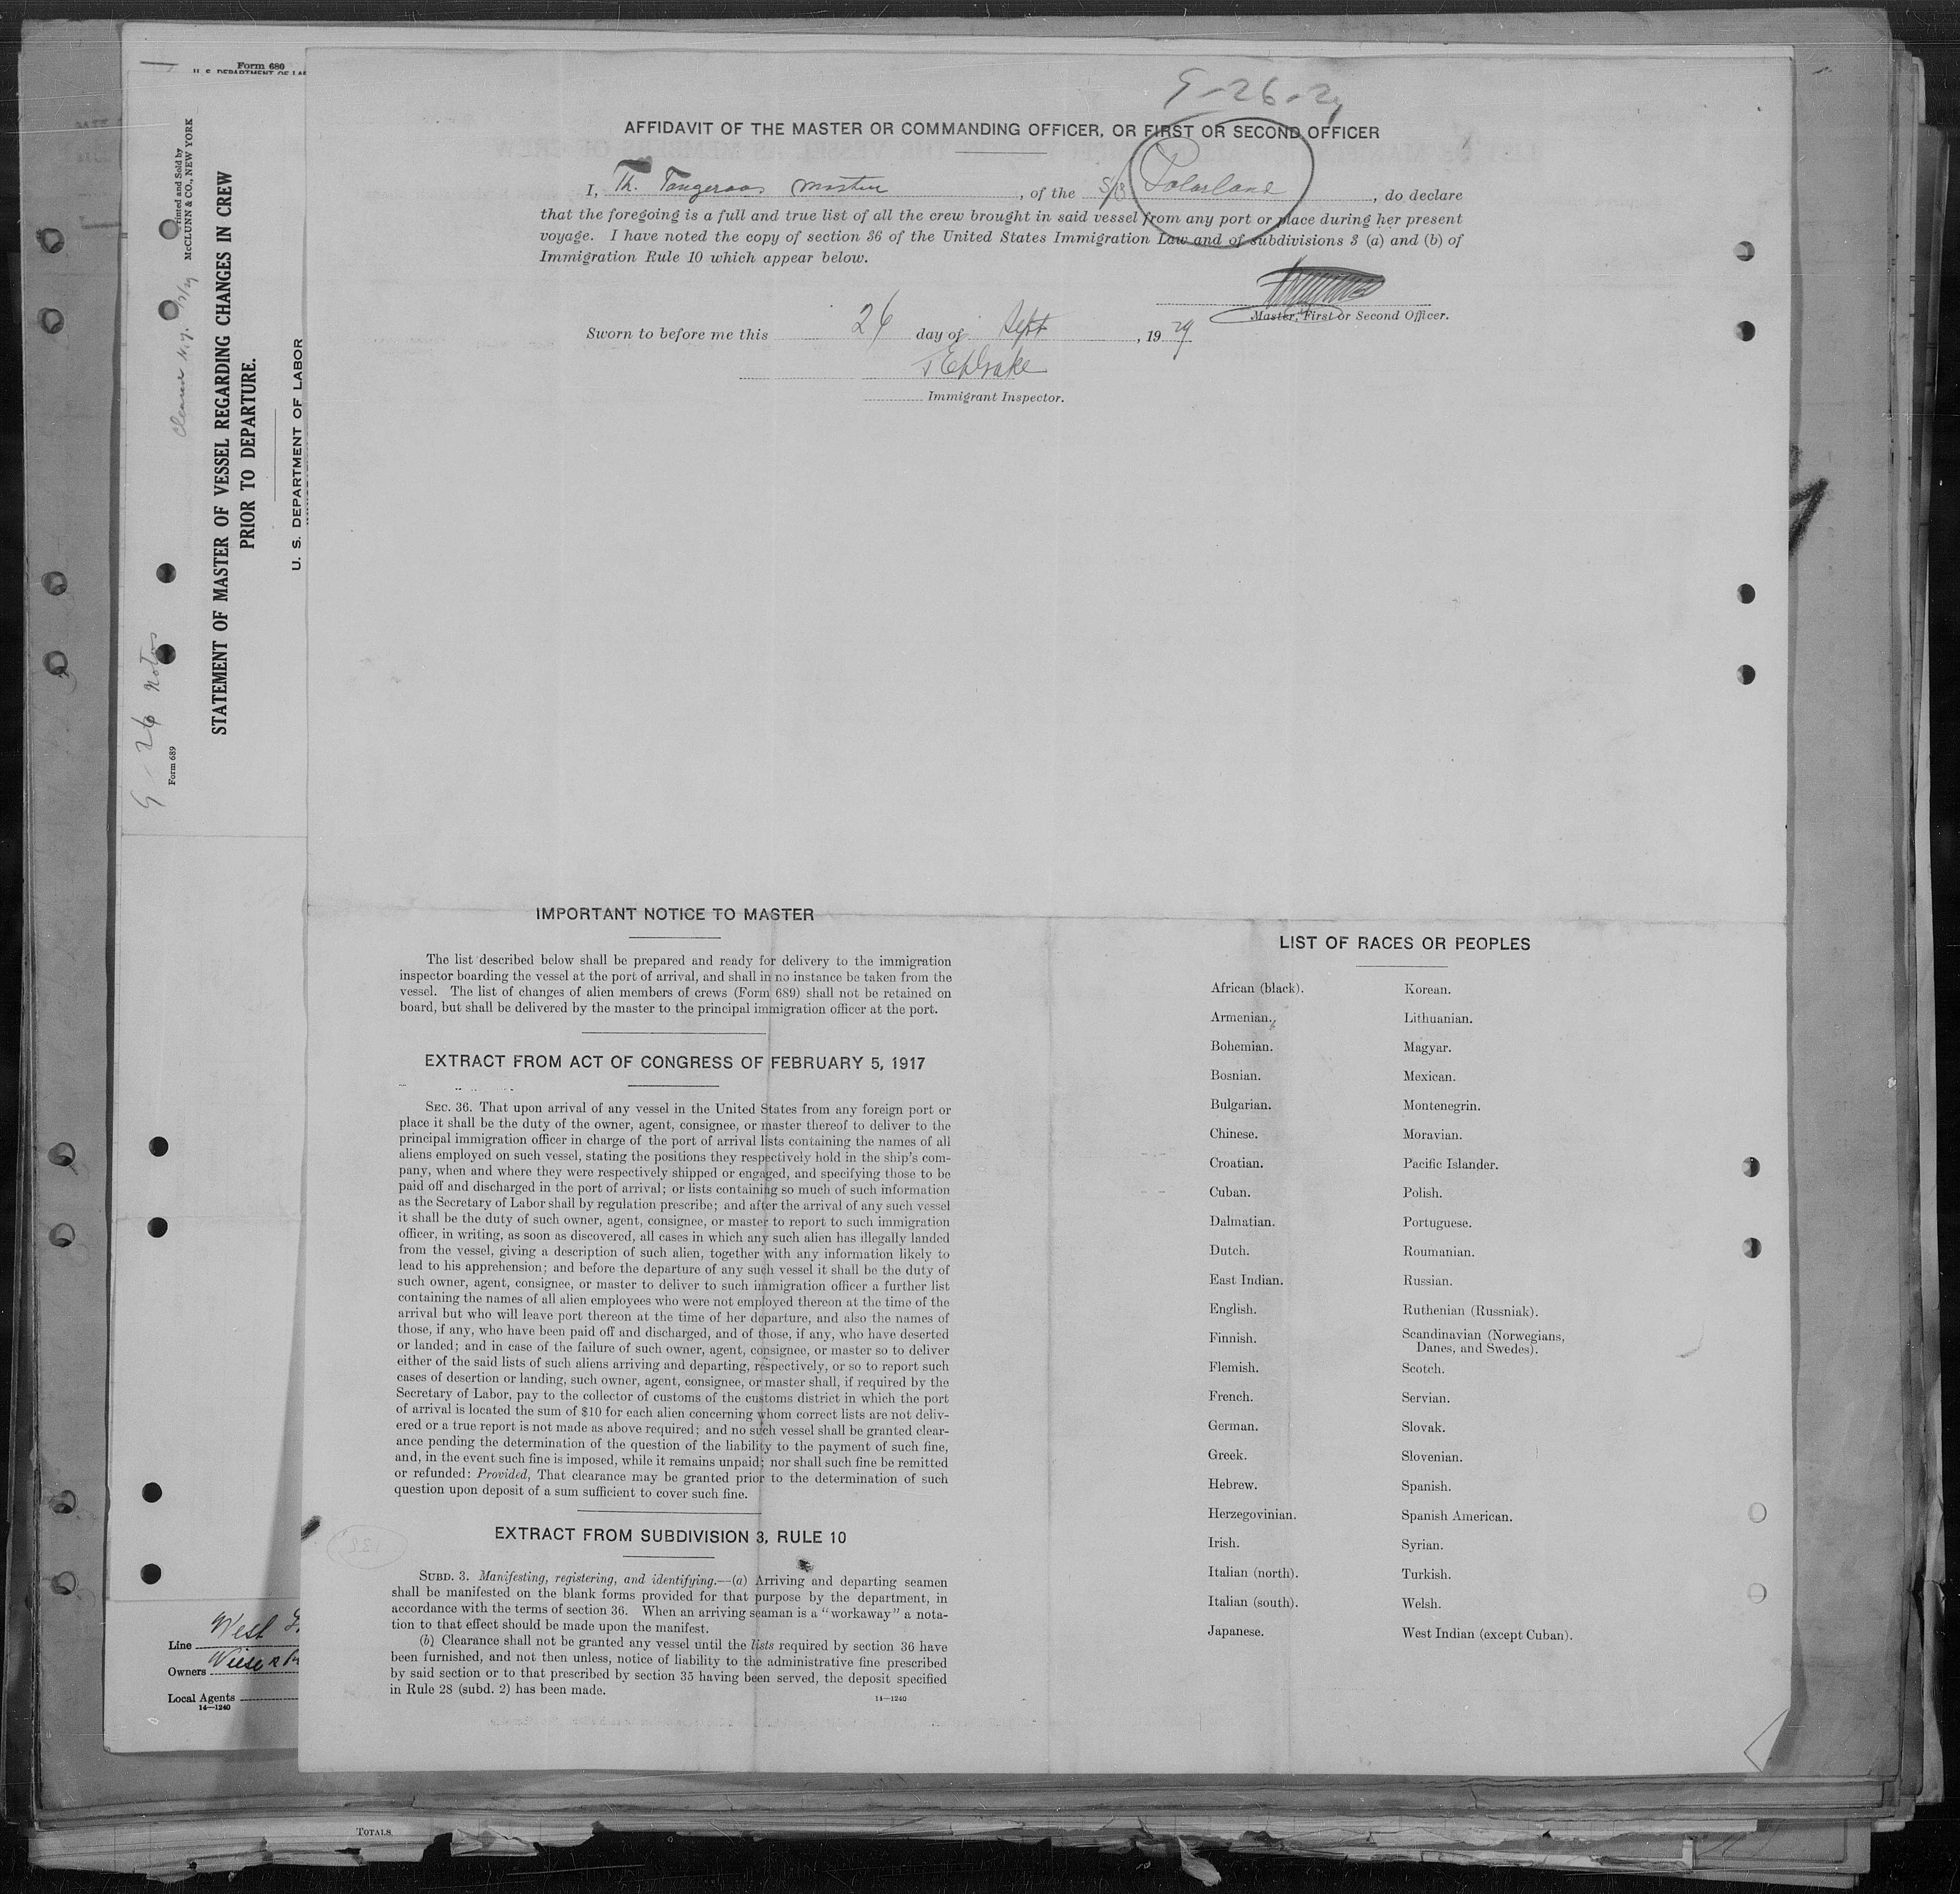 9-26-29
AFFIDAVIT OF THE MASTER OR COMMANDING OFFICER, OR FIRST OR SECOND OFFICER
I, Th. Tangeraas Master, of the S/S Polarland, do declare
that the foregoing is a full and true list of all the crew brought in said vessel from any port or place during her present
voyage. I have noted the copy of section 36 of the United States Immigration Law and of subdivisions 3 (a) and (b) of
Immigration Rule 10 which appear below.
Master, First or Second Officer.
Sworn to before me this 26 day of Sept, 1929
Drake
Immigrant Inspector.
IMPORTANT NOTICE TO MASTER
The list described below shall be prepared and ready for delivery to the immigration
inspector boarding the vessel at the port of arrival, and shall in no instance be taken from the
vessel. The list of changes of alien members of crews (Form 689) shall not be retained on
board, but shall be delivered by the master to the principal immigration officer at the port.
EXTRACT FROM ACT OF CONGRESS OF FEBRUARY 5, 1917
SEC. 36. That upon arrival of any vessel in the United States from any foreign port or
place it shall be the duty of the owner, agent, consignee, or master thereof to deliver to the
principal immigration officer in charge of the port of arrival lists containing the names of all
aliens employed on such vessel, stating the positions they respectively hold in the ship's com-
pany, when and where they were respectively shipped or engaged, and specifying those to be
paid off and discharged in the port of arrival; or lists containing so much of such information
as the Secretary of Labor shall by regulation prescribe; and after the arrival of any such vessel
it shall be the duty of such owner, agent, consignee, or master to report to such immigration
officer, in writing, as soon as discovered, all cases in which any such alien has illegally landed
from the vessel, giving a description of such alien, together with any information likely to
lead to his apprehension; and before the departure of any such vessel it shall be the duty of
such owner, agent, consignee, or master to deliver to such immigration officer a further list
containing the names of all alien employees who were not employed thereon at the time of the
arrival but who will leave port thereon at the time of her departure, and also the names of
those, if any, who have been paid off and discharged, and of those, if any, who have deserted
or landed; and in case of the failure of such owner, agent, consignee, or master so to deliver
either of the said lists of such aliens arriving and departing, respectively, or so to report such
cases of desertion or landing, such owner, agent, consignee, or master shall, if required by the
Secretary of Labor, pay to the collector of customs of the customs district in which the port
of arrival is located the sum of $10 for each alien concerning whom correct lists are not deliv-
ered or a true report is not made as above required; and no such vessel shall be granted clear-
ance pending the determination of the question of the liability to the payment of such fine,
and, in the event such fine is imposed, while it remains unpaid; nor shall such fine be remitted
or refunded: Provided, That clearance may be granted prior to the determination of such
question upon deposit of a sum sufficient to cover such fine.
EXTRACT FROM SUBDIVISION 3, RULE 10
SUBD. 3. Manifesting, registering, and identifying.—(a) Arriving and departing seamen
shall be manifested on the blank forms provided for that purpose by the department, in
accordance with the terms of section 36. When an arriving seaman is a "workaway" a nota-
tion to that effect should be made upon the manifest.
(b) Clearance shall not be granted any vessel until the lists required by section 36 have
been furnished, and not then unless, notice of liability to the administrative fine prescribed
by said section or to that prescribed by section 35 having been served, the deposit specified
in Rule 28 (subd. 2) has been made.
14—1240
LIST OF RACES OR PEOPLES
African (black).
Armenian.
Bohemian.
Bosnian.
Bulgarian.
Chinese.
Croatian.
Cuban.
Dalmatian.
Dutch.
East Indian.
English.
Finnish.
Flemish.
French.
German.
Greek.
Hebrew.
Herzegovinian.
Irish.
Italian (north).
Italian (south).
Japanese.
Korean.
Lithuanian.
Magyar.
Mexican.
Montenegrin.
Moravian.
Pacific Islander.
Polish.
Portuguese.
Roumanian.
Russian.
Ruthenian (Russniak).
Scandinavian (Norwegians,
Danes, and Swedes).
Scotch.
Servian.
Slovak.
Slovenian.
Spanish.
Spanish American.
Syrian.
Turkish.
Welsh.
West Indian (except Cuban).
Form 680
U. S. DEPARTMENT OF LA
Printed and Sold by
McCLUNN & CO., NEW YORK
Form 689
9-26
STATEMENT OF MASTER OF VESSEL REGARDING CHANGES IN CREW
PRIOR TO DEPARTURE.
U. S. DEPARTMENT OF LABOR
Line West
Owners
Local Agents
14—1240
TOTALS